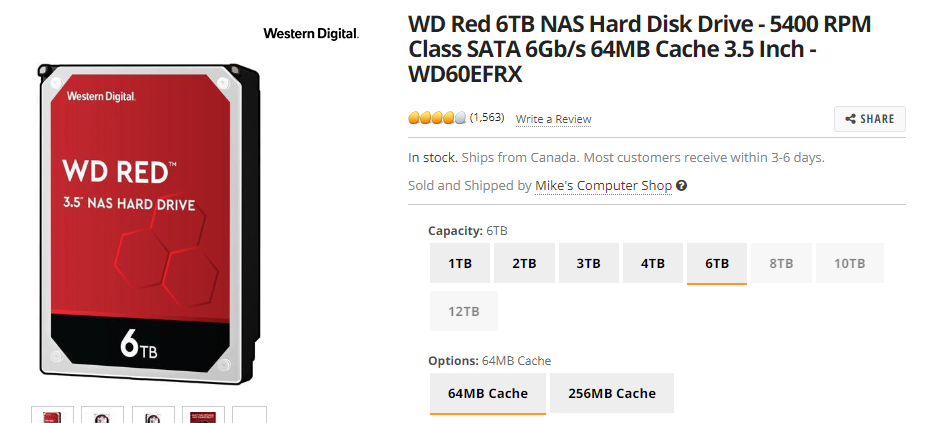 Western Digital.
WD Red 6TB NAS Hard Disk Drive - 5400 RPM
Class SATA 6Gb/s 64MB Cache 3.5 Inch -
WD60EFRX
(1,563) Write a Review
SHARE
In stock. Ships from Canada. Most customers receive within 3-6 days.
Sold and Shipped by Mike's Computer Shop ?
Western Digital.
WD RED™
3.5" NAS HARD DRIVE
6TB
Capacity: 6TB
1TB 2TB 3TB 4TB 6TB 8TB 10TB
12TB
Options: 64MB Cache
64MB Cache 256MB Cache